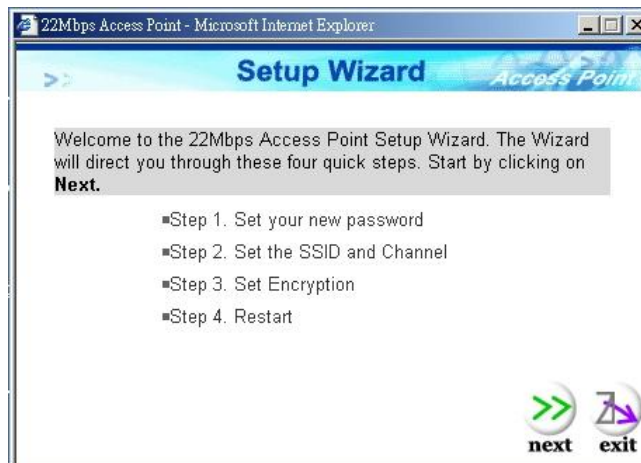 22Mbps Access Point - Microsoft Internet Explorer
Setup Wizard
Access Point
Welcome to the 22Mbps Access Point Setup Wizard. The Wizard
will direct you through these four quick steps. Start by clicking on
Next.
Step 1. Set your new password
Step 2. Set the SSID and Channel
Step 3. Set Encryption
Step 4. Restart
next exit